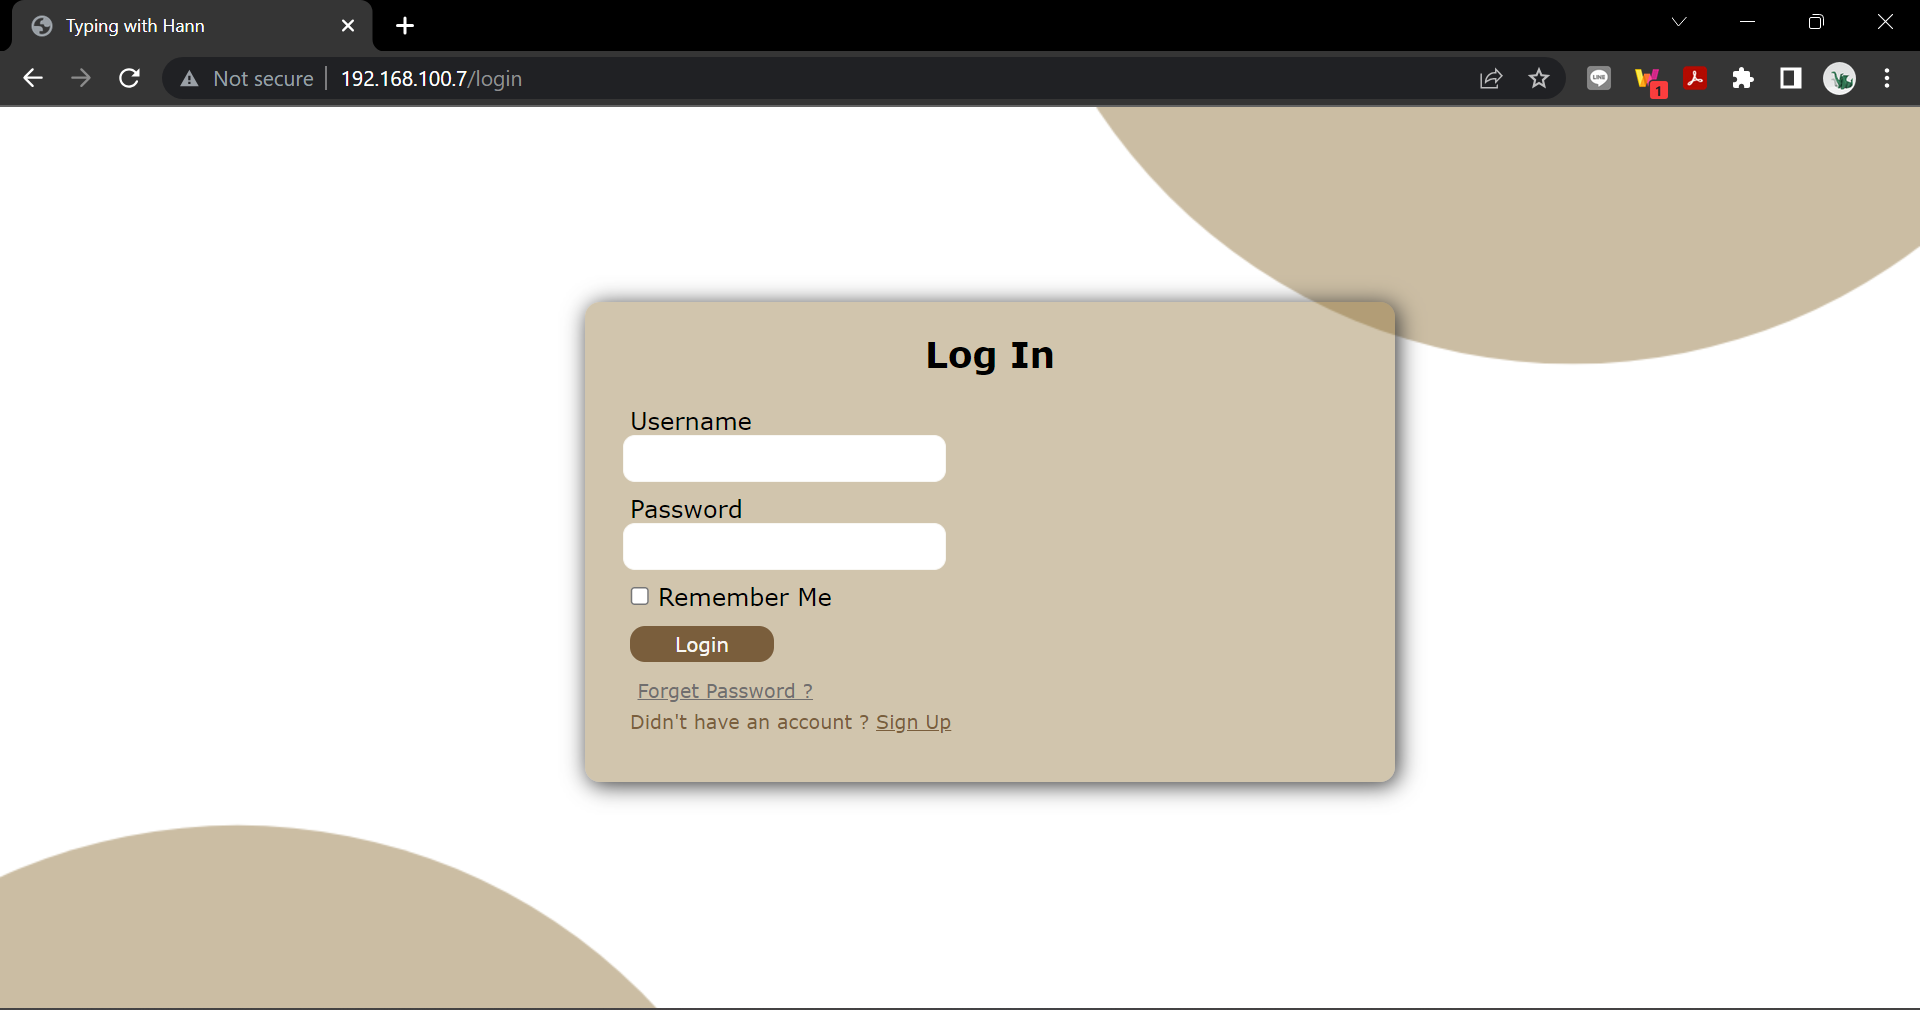 Typing with Hann
Not secure 192.168.100.7/login
LINE
1
Log In
Username
Password
Remember Me
Login
Forget Password ?
Didn't have an account ? Sign Up